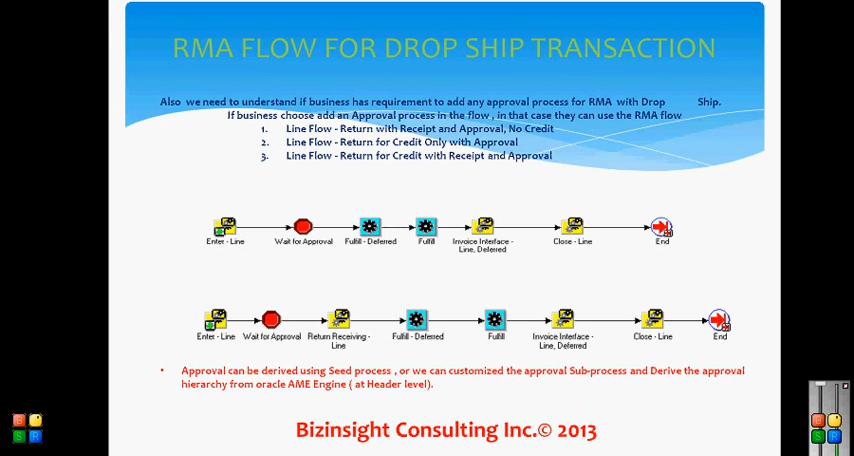 RMA FLOW FOR DROP SHIP TRANSACTION
Also we need to understand if business has requirement to add any approval process for RMA with Drop Ship.
If business choose add an Approval process in the flow , in that case they can use the RMA flow
1. Line Flow - Return with Receipt and Approval, No Credit
2. Line Flow - Return for Credit Only with Approval
3. Line Flow - Return for Credit with Receipt and Approval
Enter - Line Wait for Approval Fulfill - Deferred Fulfill Invoice Interface - Close - Line End
Line, Deferred
Enter - Line Wait for Approval Return Receiving - Fulfill - Deferred Fulfill Invoice Interface - Close - Line End
Line Line, Deferred
• Approval can be derived using Seed process , or we can customized the approval Sub-process and Derive the approval
hierarchy from oracle AME Engine ( at Header level).
Bizinsight Consulting Inc.© 2013
B
S R
B
S R